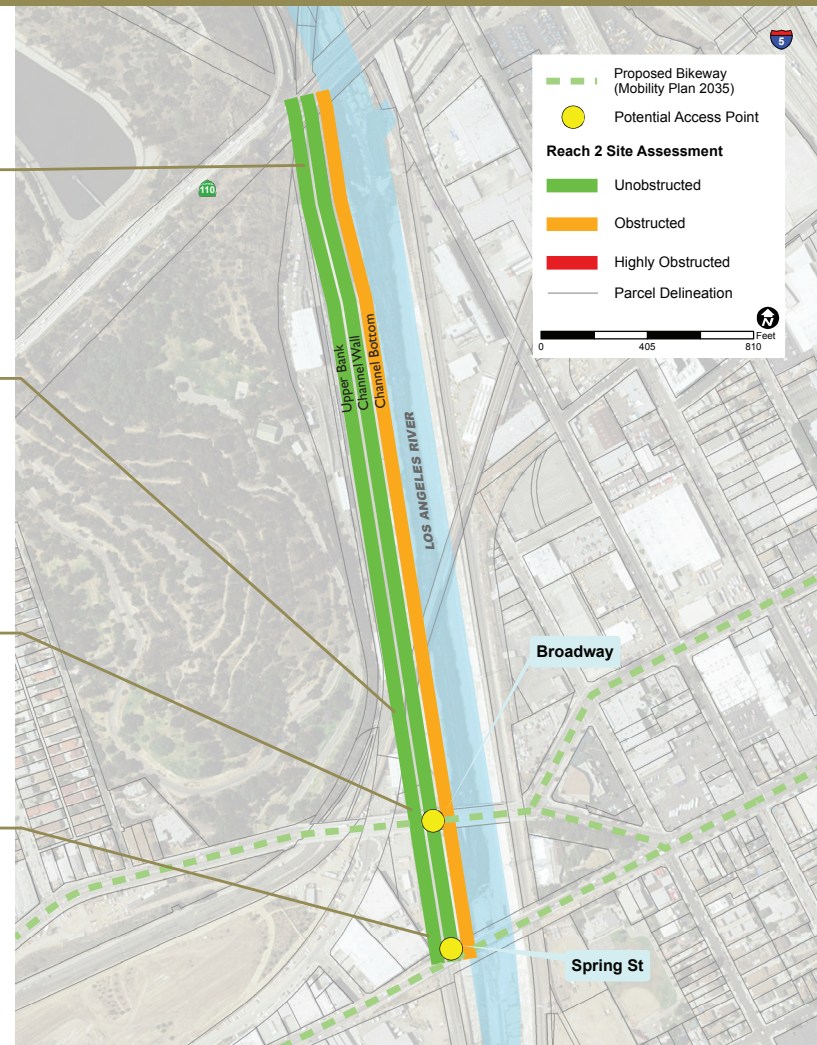 5
Proposed Bikeway
(Mobility Plan 2035)
Potential Access Point
Reach 2 Site Assessment
Unobstructed
Obstructed
Highly Obstructed
Parcel Delineation
N
Feet
0 405 810
110
Upper Bank
Channel Wall
Channel Bottom
LOS ANGELES RIVER
Broadway
Spring St